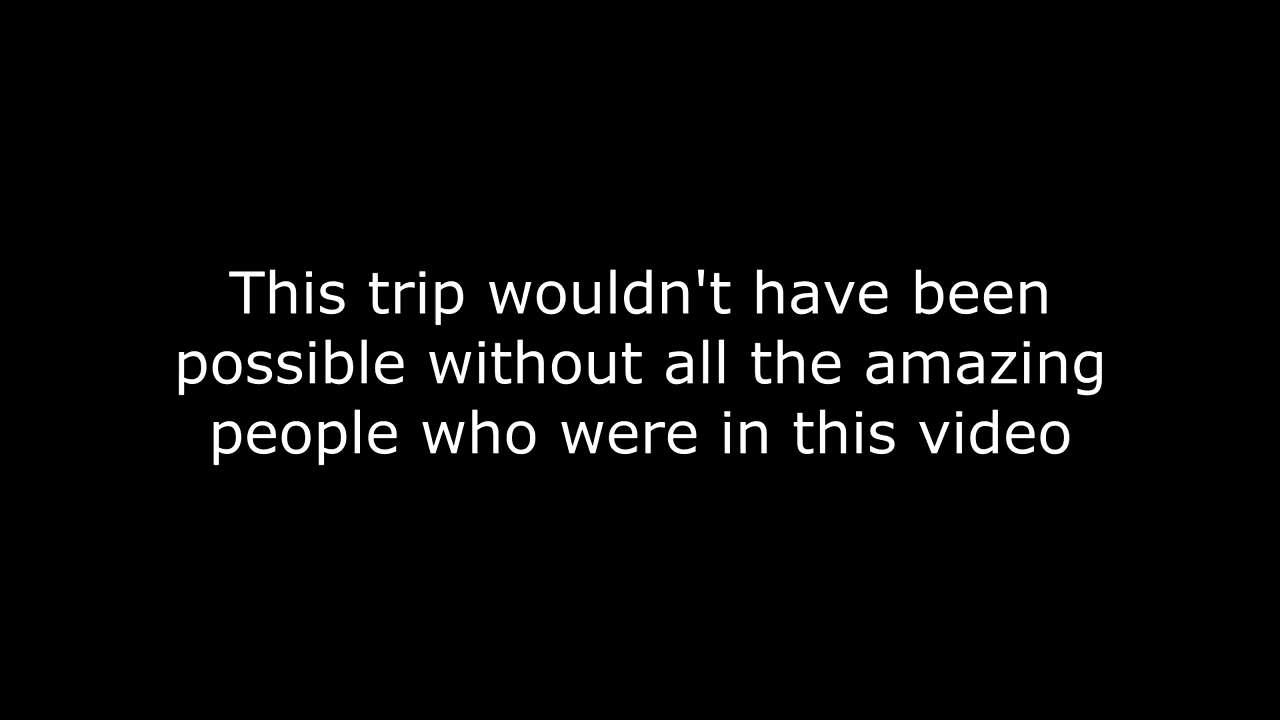 This trip wouldn't have been
possible without all the amazing
people who were in this video